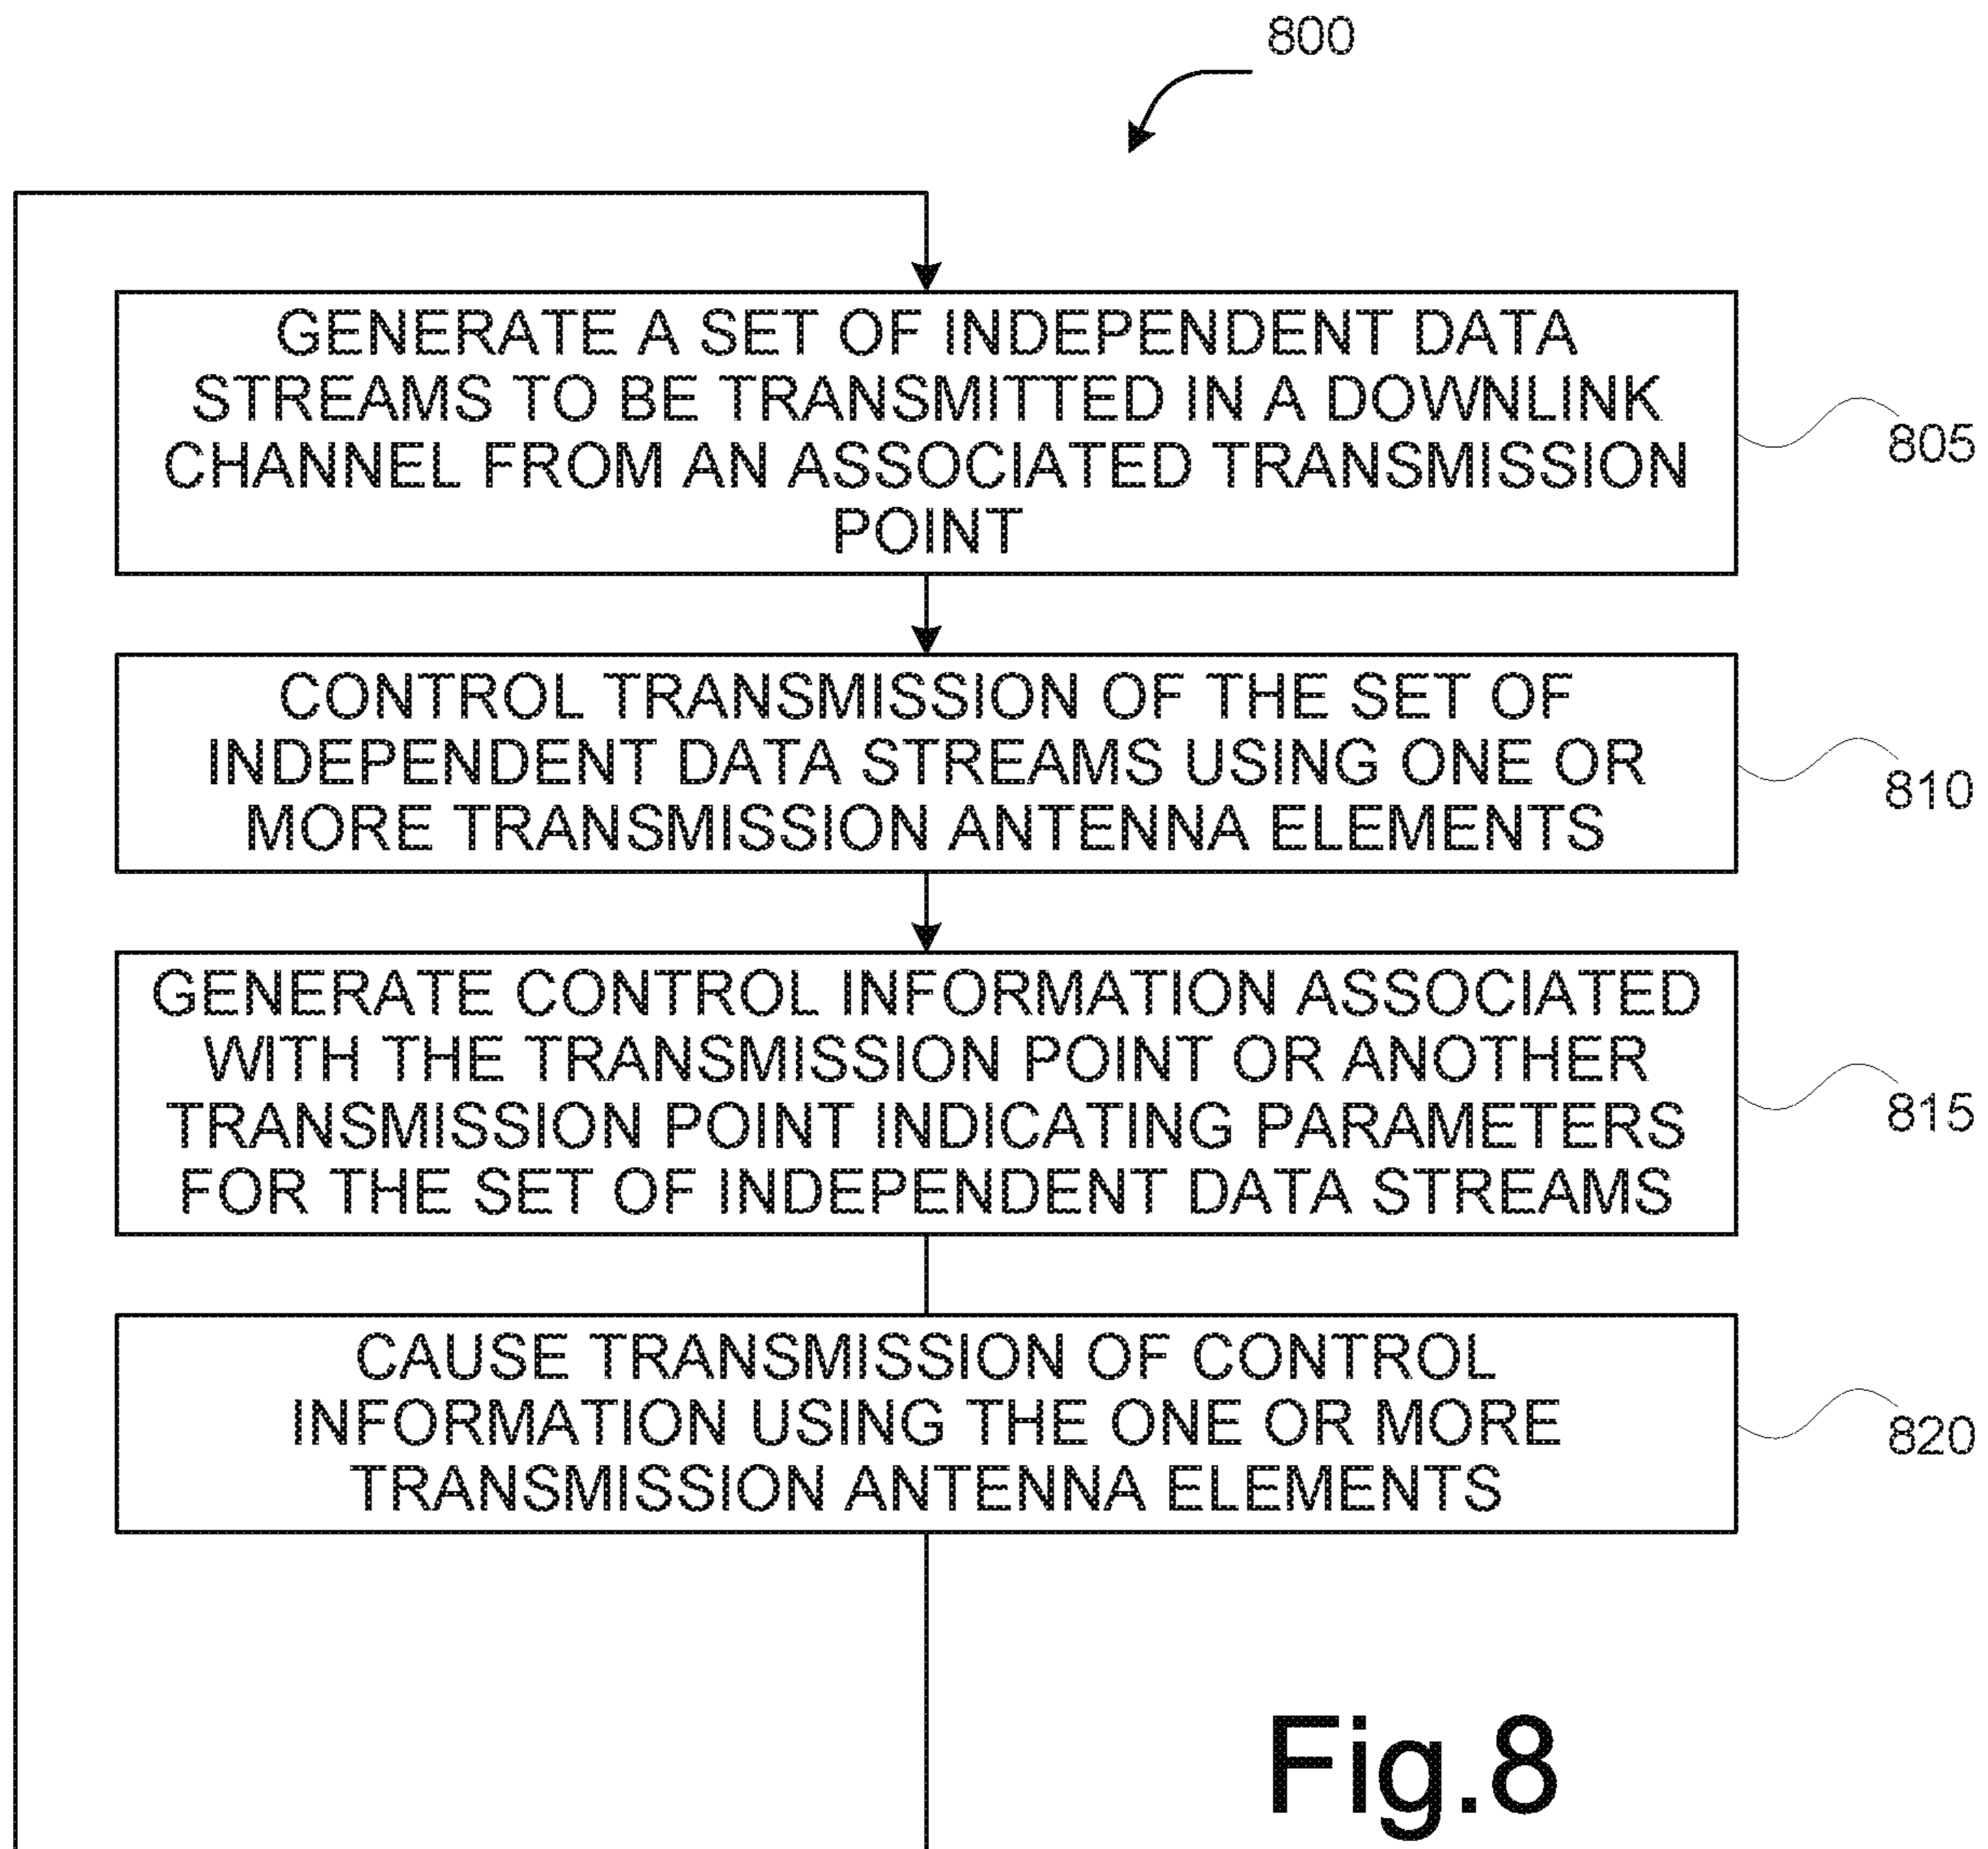 800
GENERATE A SET OF INDEPENDENT DATA
STREAMS TO BE TRANSMITTED IN A DOWNLINK
CHANNEL FROM AN ASSOCIATED TRANSMISSION
POINT
805
CONTROL TRANSMISSION OF THE SET OF
INDEPENDENT DATA STREAMS USING ONE OR
MORE TRANSMISSION ANTENNA ELEMENTS
810
GENERATE CONTROL INFORMATION ASSOCIATED
WITH THE TRANSMISSION POINT OR ANOTHER
TRANSMISSION POINT INDICATING PARAMETERS
FOR THE SET OF INDEPENDENT DATA STREAMS
815
CAUSE TRANSMISSION OF CONTROL
INFORMATION USING THE ONE OR MORE
TRANSMISSION ANTENNA ELEMENTS
820
Fig.8